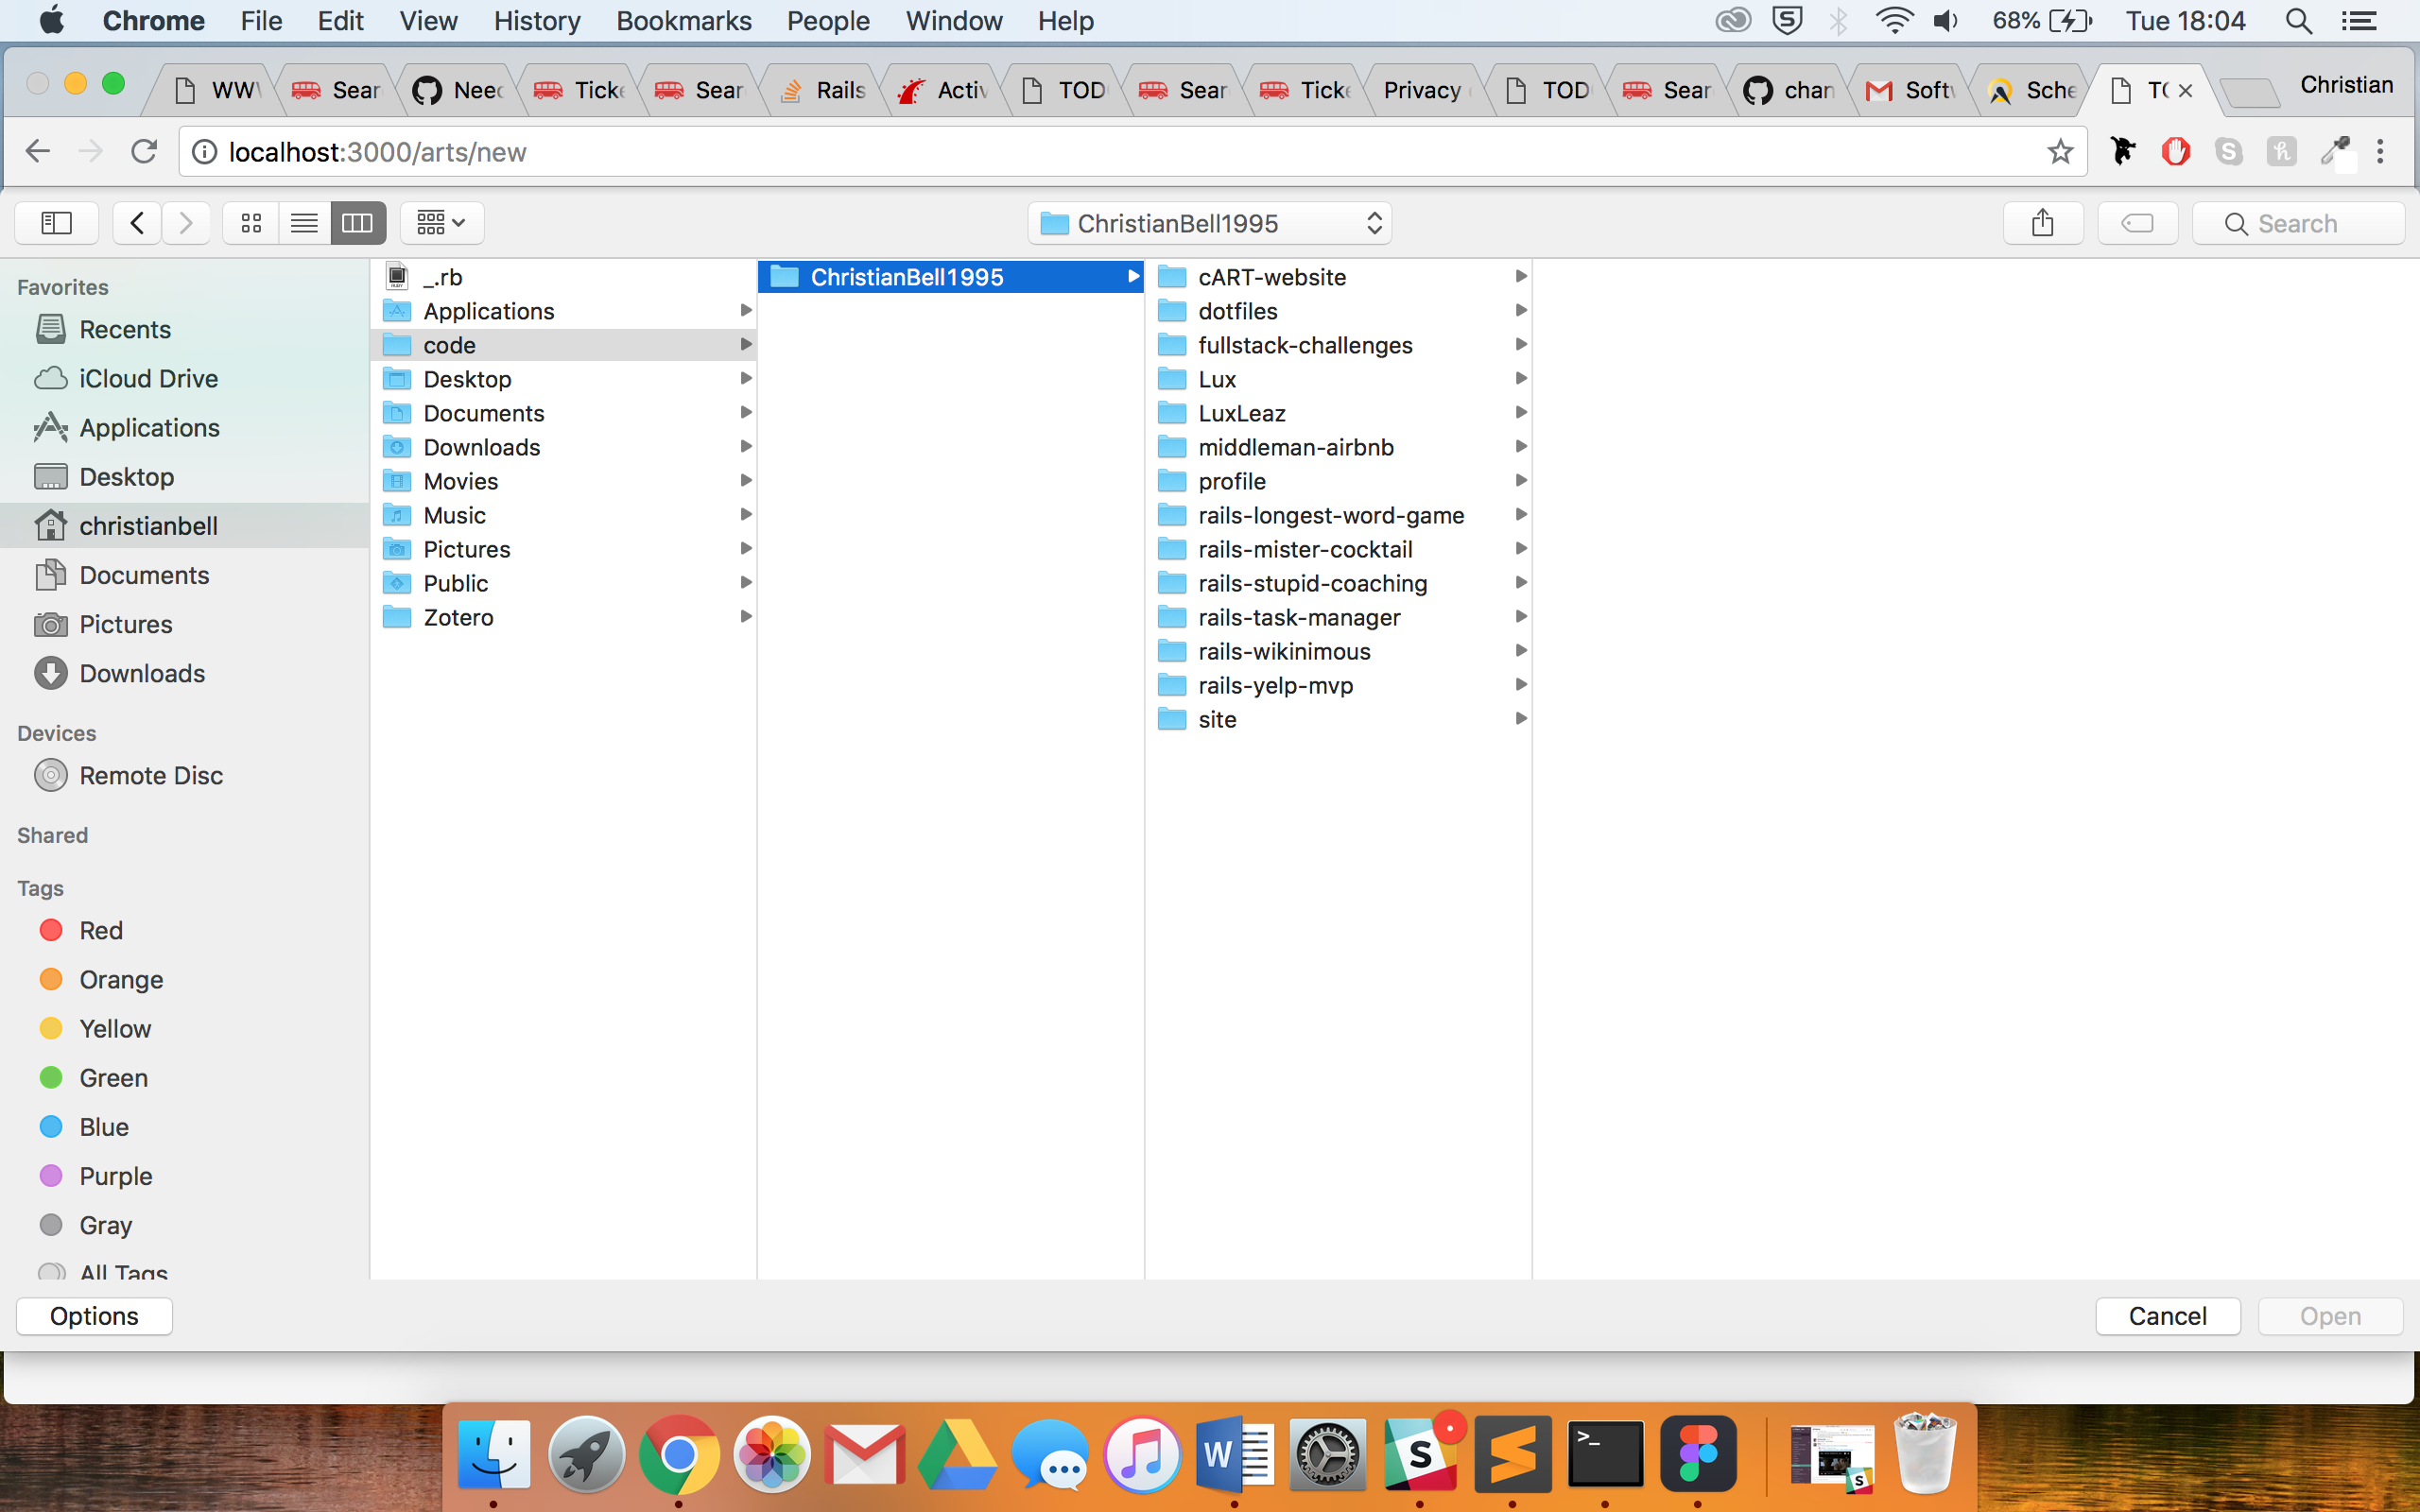 Chrome File Edit View History Bookmarks People Window Help 68% Tue 18:04
WW Sear Need Ticke Sear Rails Activ TOD Sear Ticke Privacy TOD Sear chan Soft Sche TO Christian
localhost:3000/arts/new
ChristianBell1995 Search
Favorites
Recents
iCloud Drive
Applications
Desktop
christianbell
Documents
Pictures
Downloads
Devices
Remote Disc
Shared
Tags
Red
Orange
Yellow
Green
Blue
Purple
Gray
All Tags
_.rb
Applications
code
Desktop
Documents
Downloads
Movies
Music
Pictures
Public
Zotero
ChristianBell1995
cART-website
dotfiles
fullstack-challenges
Lux
LuxLeaz
middleman-airbnb
profile
rails-longest-word-game
rails-mister-cocktail
rails-stupid-coaching
rails-task-manager
rails-wikinimous
rails-yelp-mvp
site
Options Cancel Open